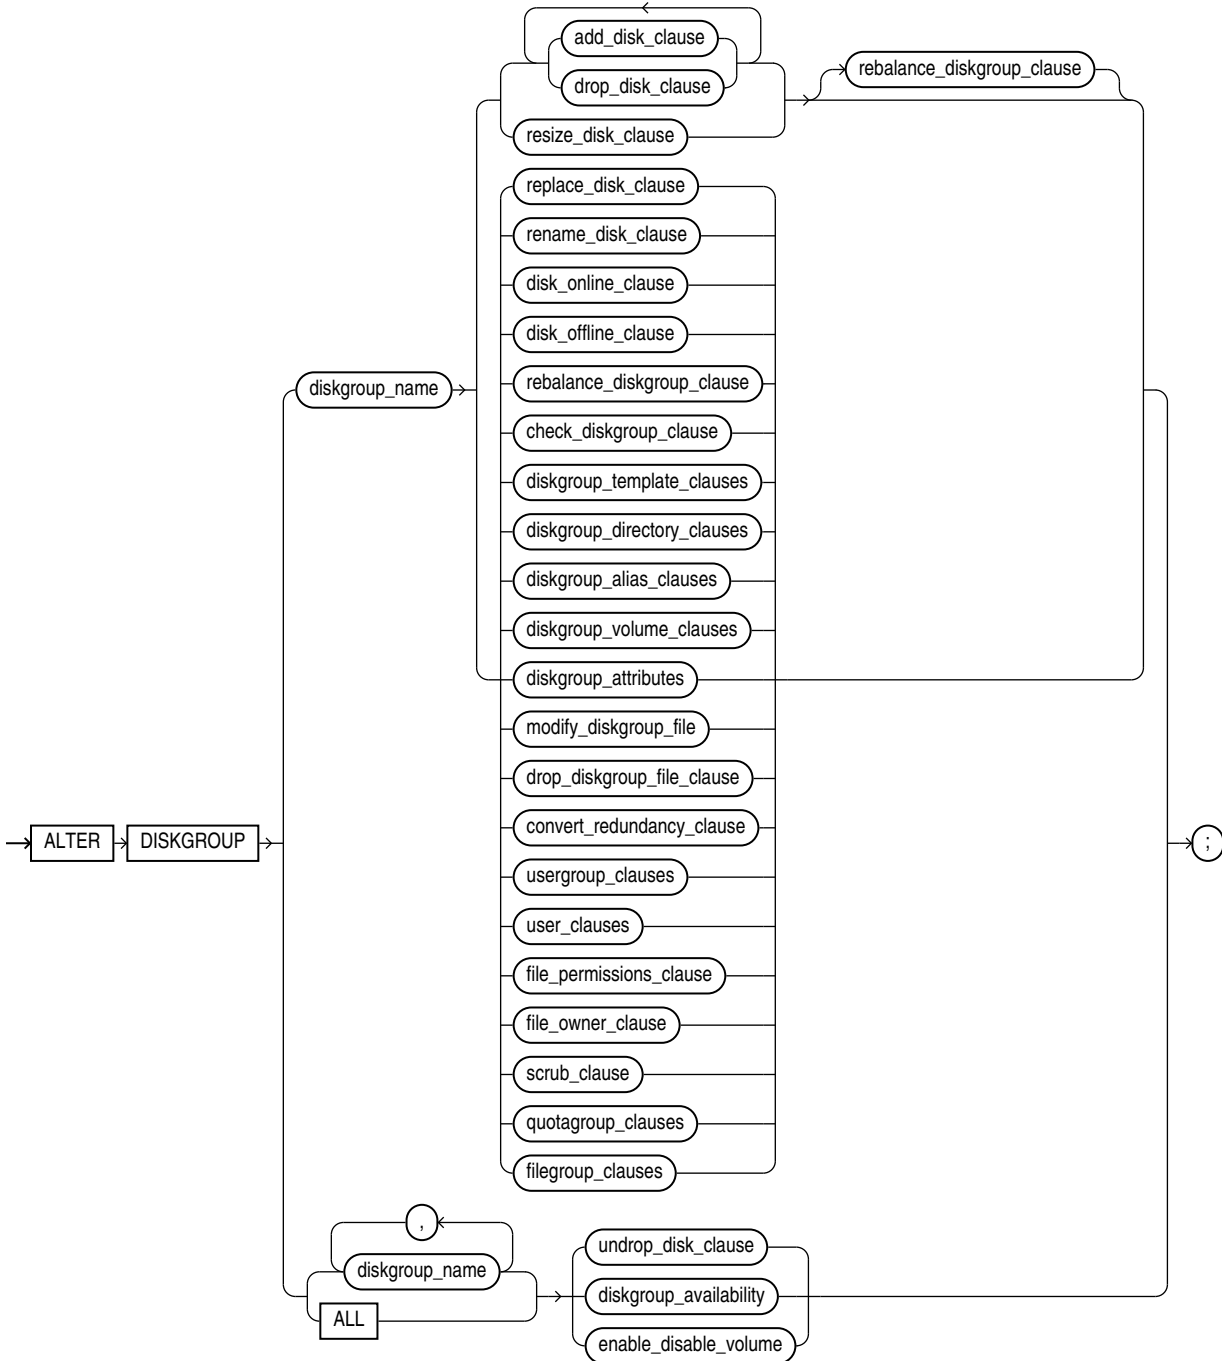 add_disk_clause
rebalance_diskgroup_clause
drop_disk_clause
resize_disk_clause
replace_disk_clause
rename_disk_clause
disk_online_clause
disk_offline_clause
diskgroup_name
rebalance_diskgroup_clause
check_diskgroup_clause
diskgroup_template_clauses
diskgroup_directory_clauses
diskgroup_alias_clauses
diskgroup_volume_clauses
diskgroup_attributes
modify_diskgroup_file
drop_diskgroup_file_clause
convert_redundancy_clause
ALTER DISKGROUP ;
usergroup_clauses
user_clauses
file_permissions_clause
file_owner_clause
scrub_clause
quotagroup_clauses
filegroup_clauses
,
undrop_disk_clause
diskgroup_name
diskgroup_availability
ALL
enable_disable_volume